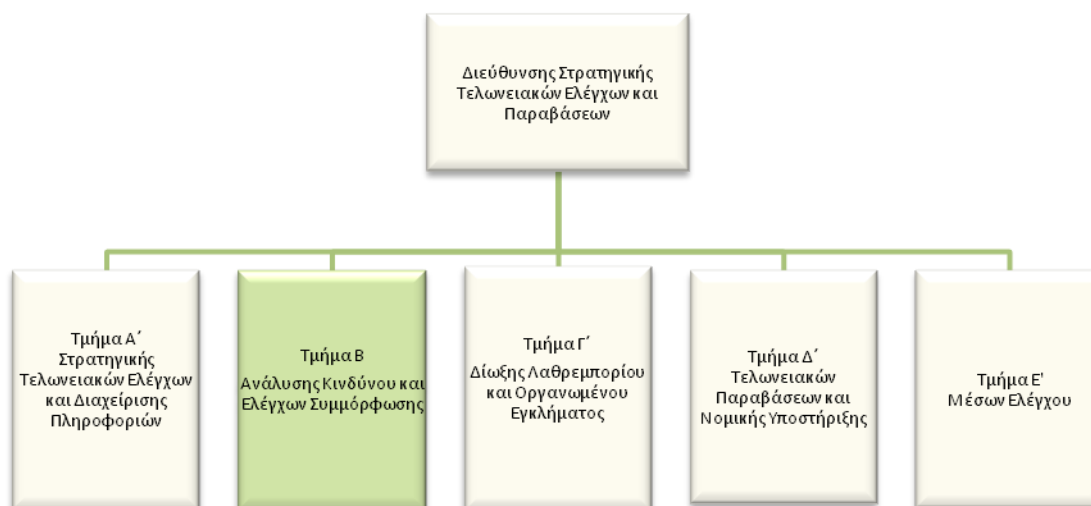 Διεύθυνσης Στρατηγικής
Τελωνειακών Ελέγχων και
Παραβάσεων
Τμήμα Α΄
Στρατηγικής
Τελωνειακών Ελέγχων
και Διαχείρισης
Πληροφοριών
Τμήμα Β
Ανάλυσης Κινδύνου και
Ελέγχων Συμμόρφωσης
Τμήμα Γ΄
Δίωξης Λαθρεμπορίου
και Οργανωμένου
Εγκλήματος
Τμήμα Δ΄
Τελωνειακών
Παραβάσεων και
Νομικής Υποστήριξης
Τμήμα Ε'
Μέσων Ελέγχου